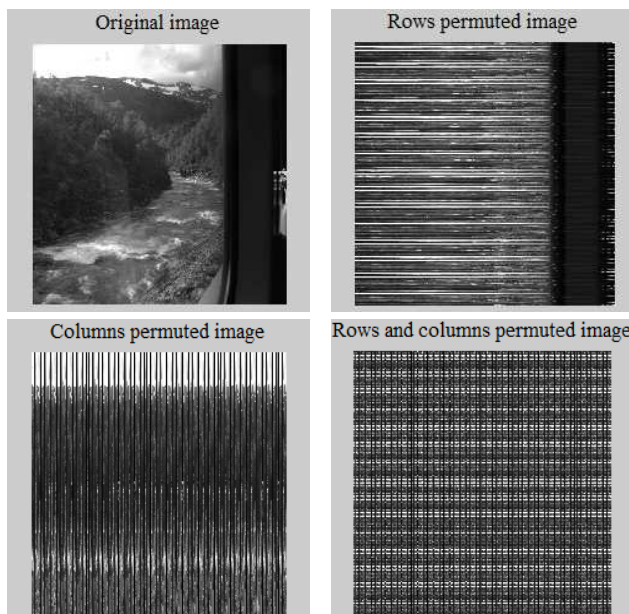 Original image
Rows permuted image
Columns permuted image
Rows and columns permuted image